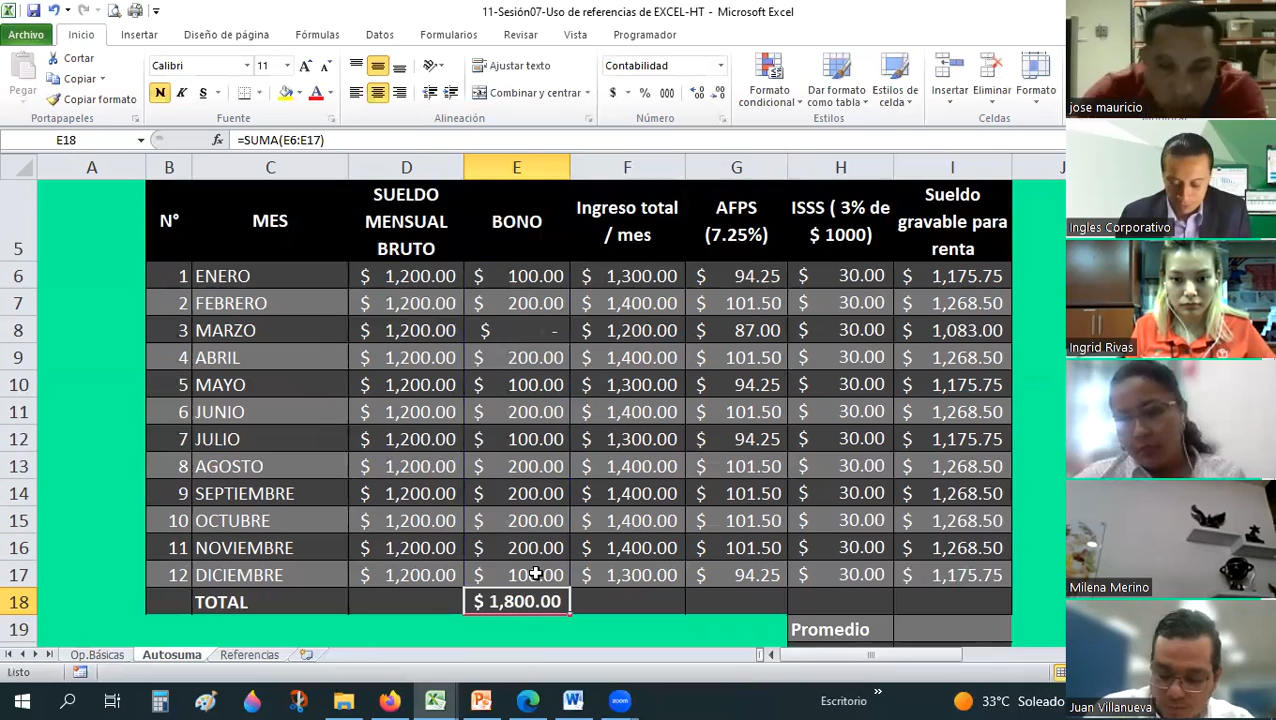 11-Sesión07-Uso de referencias de EXCEL-HT - Microsoft Excel
Archivo Inicio Insertar Diseño de página Fórmulas Datos Formularios Revisar Vista Programador
Pegar
Cortar
Copiar
Copiar formato
Portapapeles
Calibri 11
N K S
Fuente
Ajustar texto
Combinar y centrar
Alineación
Contabilidad
$ % 000
Número
Formato condicional
Dar formato como tabla
Estilos de celda
Estilos
Insertar Eliminar Formato
Celdas
E18 fx =SUMA(E6:E17)
A B C D E F G H I J
5 N° MES SUELDO MENSUAL BRUTO BONO Ingreso total / mes AFPS (7.25%) ISSS ( 3% de $ 1000) Sueldo gravable para renta
6 1 ENERO $ 1,200.00 $ 100.00 $ 1,300.00 $ 94.25 $ 30.00 $ 1,175.75
7 2 FEBRERO $ 1,200.00 $ 200.00 $ 1,400.00 $ 101.50 $ 30.00 $ 1,268.50
8 3 MARZO $ 1,200.00 $ - $ 1,200.00 $ 87.00 $ 30.00 $ 1,083.00
9 4 ABRIL $ 1,200.00 $ 200.00 $ 1,400.00 $ 101.50 $ 30.00 $ 1,268.50
10 5 MAYO $ 1,200.00 $ 100.00 $ 1,300.00 $ 94.25 $ 30.00 $ 1,175.75
11 6 JUNIO $ 1,200.00 $ 200.00 $ 1,400.00 $ 101.50 $ 30.00 $ 1,268.50
12 7 JULIO $ 1,200.00 $ 100.00 $ 1,300.00 $ 94.25 $ 30.00 $ 1,175.75
13 8 AGOSTO $ 1,200.00 $ 200.00 $ 1,400.00 $ 101.50 $ 30.00 $ 1,268.50
14 9 SEPTIEMBRE $ 1,200.00 $ 200.00 $ 1,400.00 $ 101.50 $ 30.00 $ 1,268.50
15 10 OCTUBRE $ 1,200.00 $ 200.00 $ 1,400.00 $ 101.50 $ 30.00 $ 1,268.50
16 11 NOVIEMBRE $ 1,200.00 $ 200.00 $ 1,400.00 $ 101.50 $ 30.00 $ 1,268.50
17 12 DICIEMBRE $ 1,200.00 $ 100.00 $ 1,300.00 $ 94.25 $ 30.00 $ 1,175.75
18 TOTAL $ 1,800.00
19 Promedio
Op.Básicas Autosuma Referencias
Listo
zoom
Escritorio » 33°C Soleado
jose mauricio
Ingles Corporativo
Ingrid Rivas
Milena Merino
Juan Villanueva